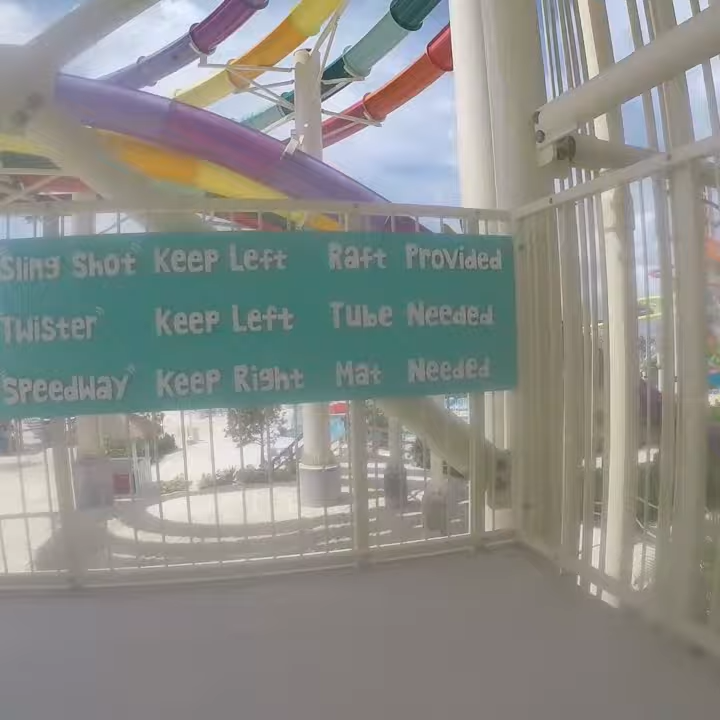 Sling Shot" Keep Left Raft Provided
Twister" Keep Left Tube Needed
Speedway" Keep Right Mat Needed